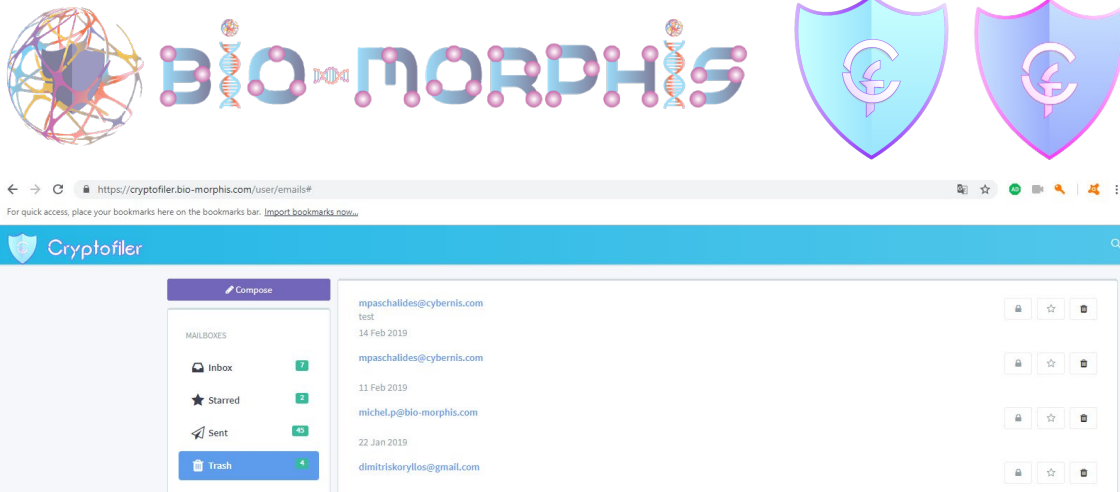 BIO-MORPHIS
https://cryptofiler.bio-morphis.com/user/emails#
For quick access, place your bookmarks here on the bookmarks bar. Import bookmarks now...
Cryptofiler
Compose
MAILBOXES
Inbox 7
Starred 2
Sent 45
Trash 4
mpaschalides@cybernis.com
test
14 Feb 2019
mpaschalides@cybernis.com
11 Feb 2019
michel.p@bio-morphis.com
22 Jan 2019
dimitriskoryllos@gmail.com